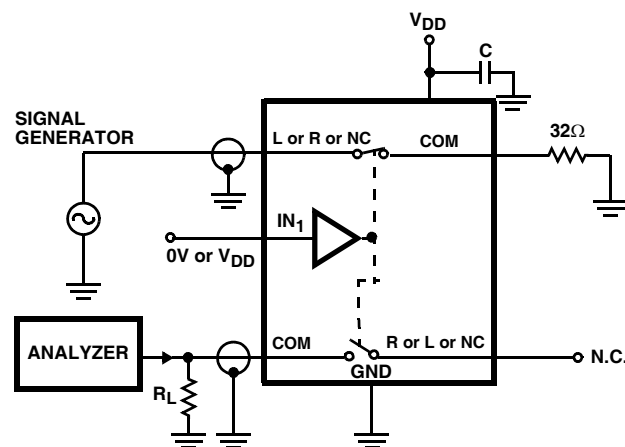 VDD
C
SIGNAL
GENERATOR
L or R or NC
COM
32Ω
IN1
0V or VDD
ANALYZER
COM
R or L or NC
N.C.
GND
RL